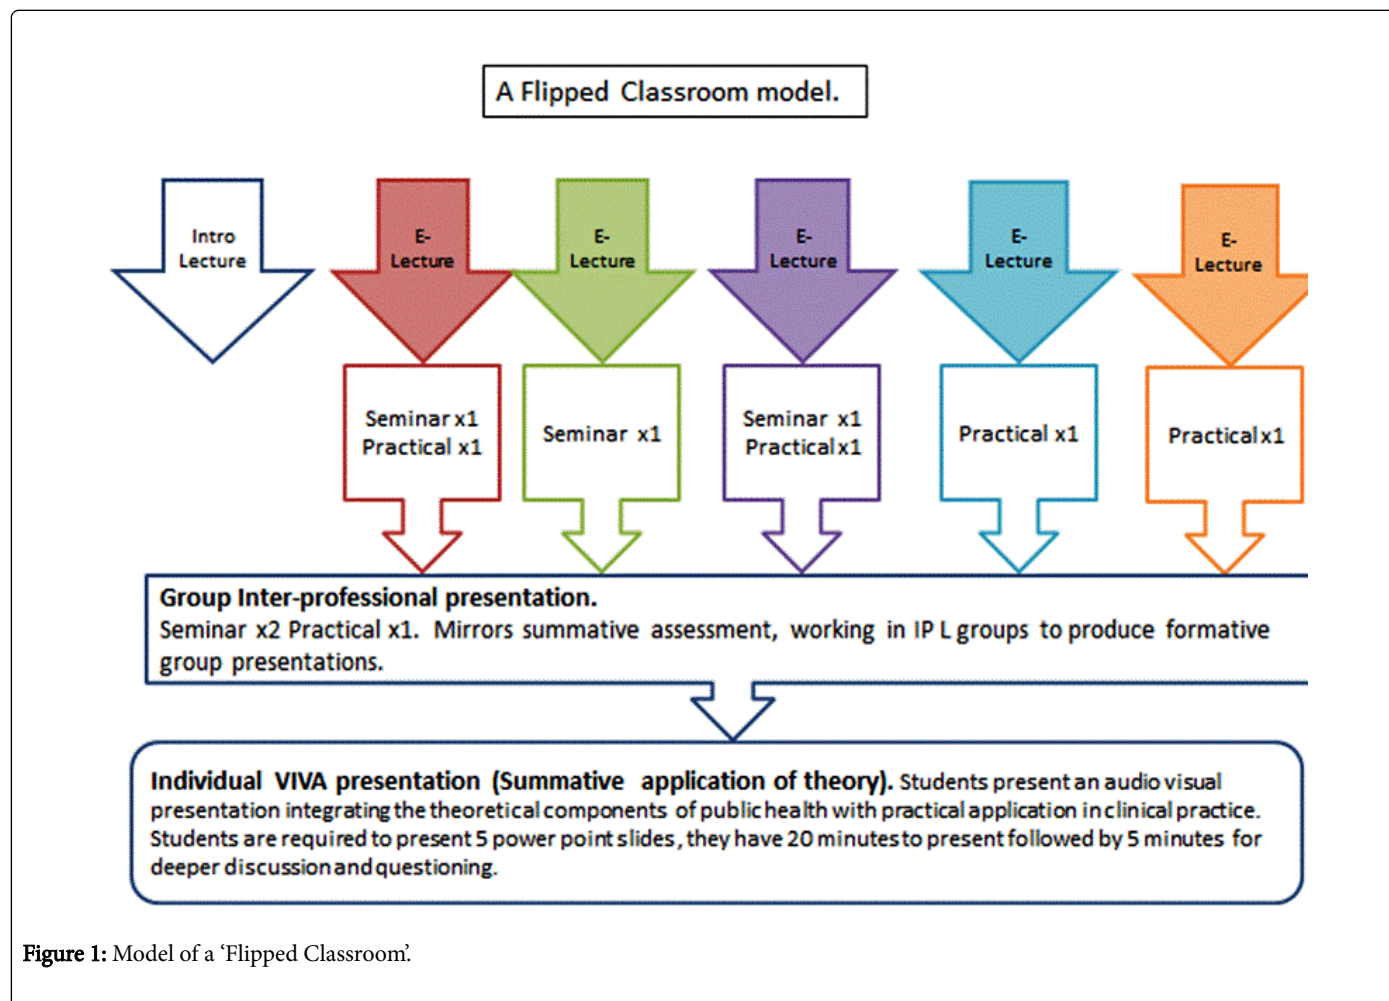 A Flipped Classroom model.
Intro
Lecture
E-
Lecture
E-
Lecture
E-
Lecture
E-
Lecture
E-
Lecture
Seminar x1
Practical x1
Seminar x1
Seminar x1
Practical x1
Practical x1
Practical x1
Group Inter-professional presentation.
Seminar x2 Practical x1. Mirrors summative assessment, working in IP L groups to produce formative
group presentations.
Individual VIVA presentation (Summative application of theory). Students present an audio visual
presentation integrating the theoretical components of public health with practical application in clinical practice.
Students are required to present 5 power point slides, they have 20 minutes to present followed by 5 minutes for
deeper discussion and questioning.
Figure 1: Model of a ‘Flipped Classroom’.